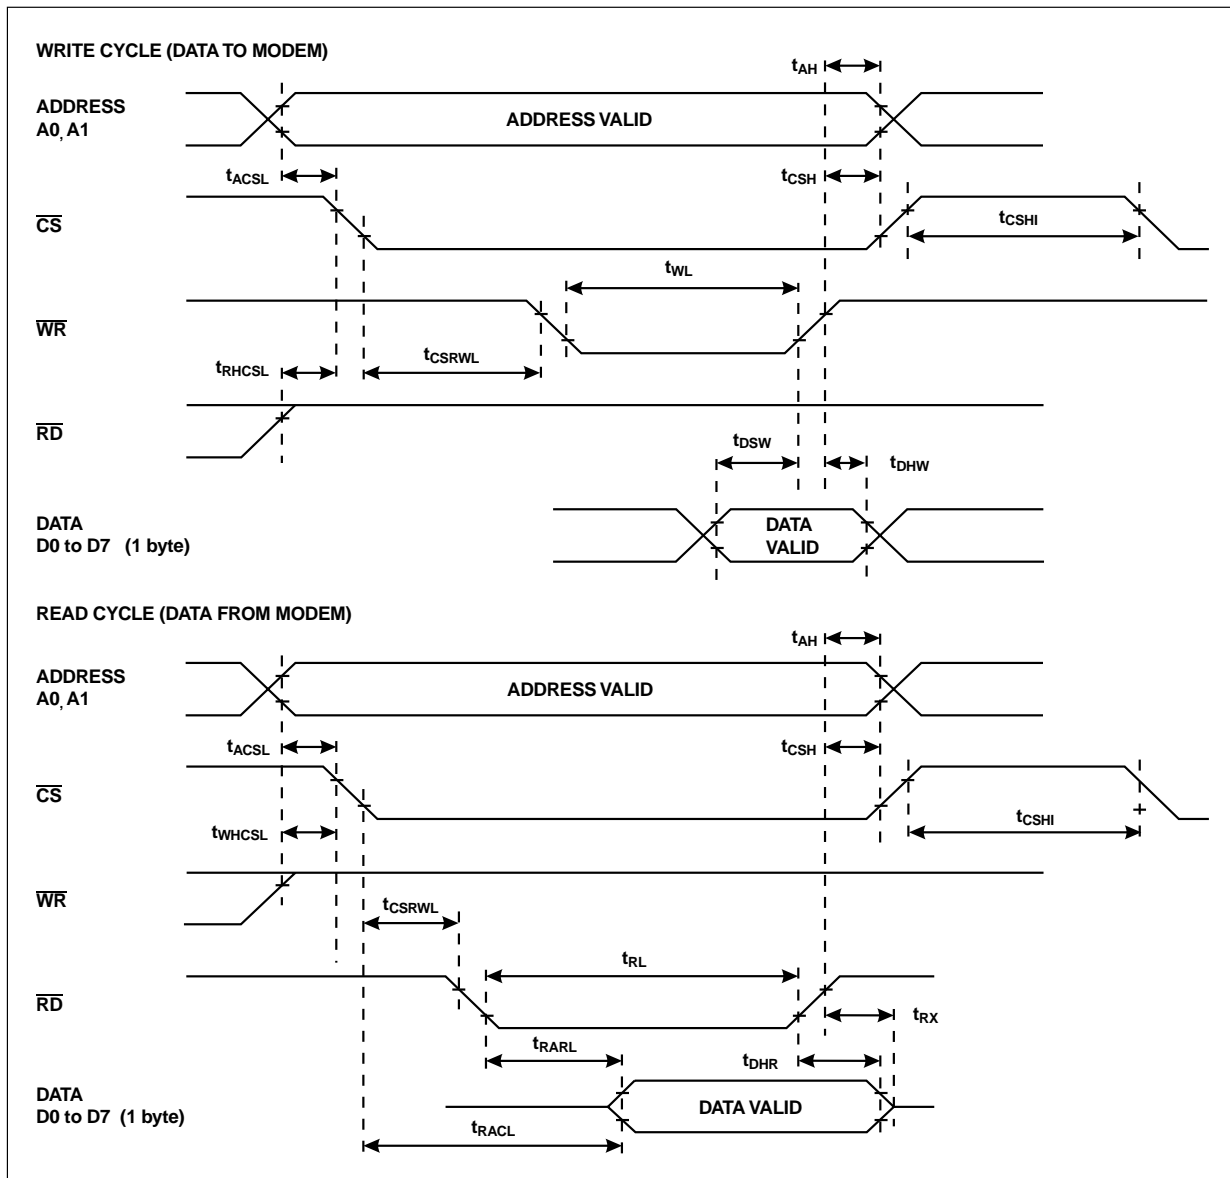 WRITE CYCLE (DATA TO MODEM)
tAH
ADDRESS
A0, A1
ADDRESS VALID
tACSL
tCSH
CS
tCSHI
tWL
WR
tRHCSL
tCSRWL
RD
tDSW
tDHW
DATA
D0 to D7 (1 byte)
DATA
VALID
READ CYCLE (DATA FROM MODEM)
tAH
ADDRESS
A0, A1
ADDRESS VALID
tACSL
tCSH
CS
tCSHI
tWHCSL
WR
tCSRWL
tRL
RD
tRX
tRARL
tDHR
DATA
D0 to D7 (1 byte)
DATA VALID
tRACL